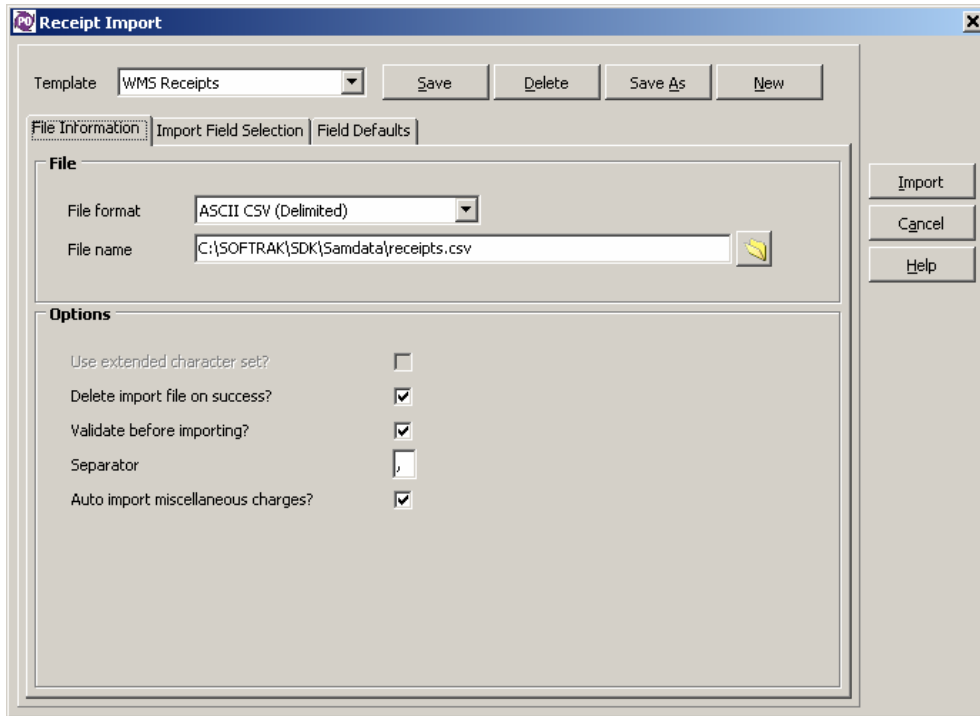 PO Receipt Import
Template WMS Receipts Save Delete Save As New
File Information Import Field Selection Field Defaults
File
Import
File format ASCII CSV (Delimited)
Cancel
File name C:\SOFTRAK\SDK\Samdata\receipts.csv
Help
Options
Use extended character set?
Delete import file on success?
Validate before importing?
Separator ,
Auto import miscellaneous charges?